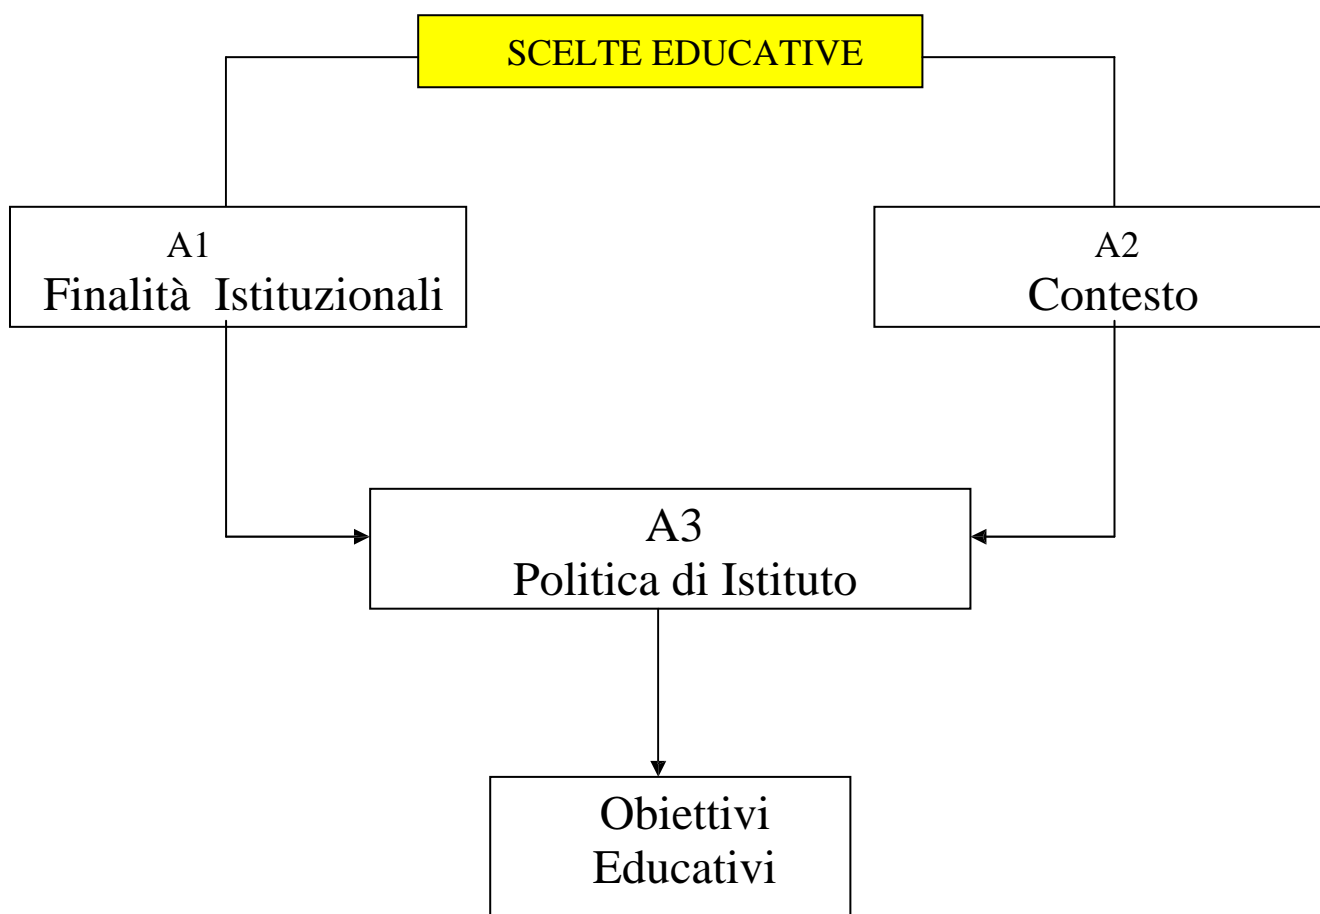 SCELTE EDUCATIVE
A1
Finalità Istituzionali
A2
Contesto
A3
Politica di Istituto
Obiettivi
Educativi